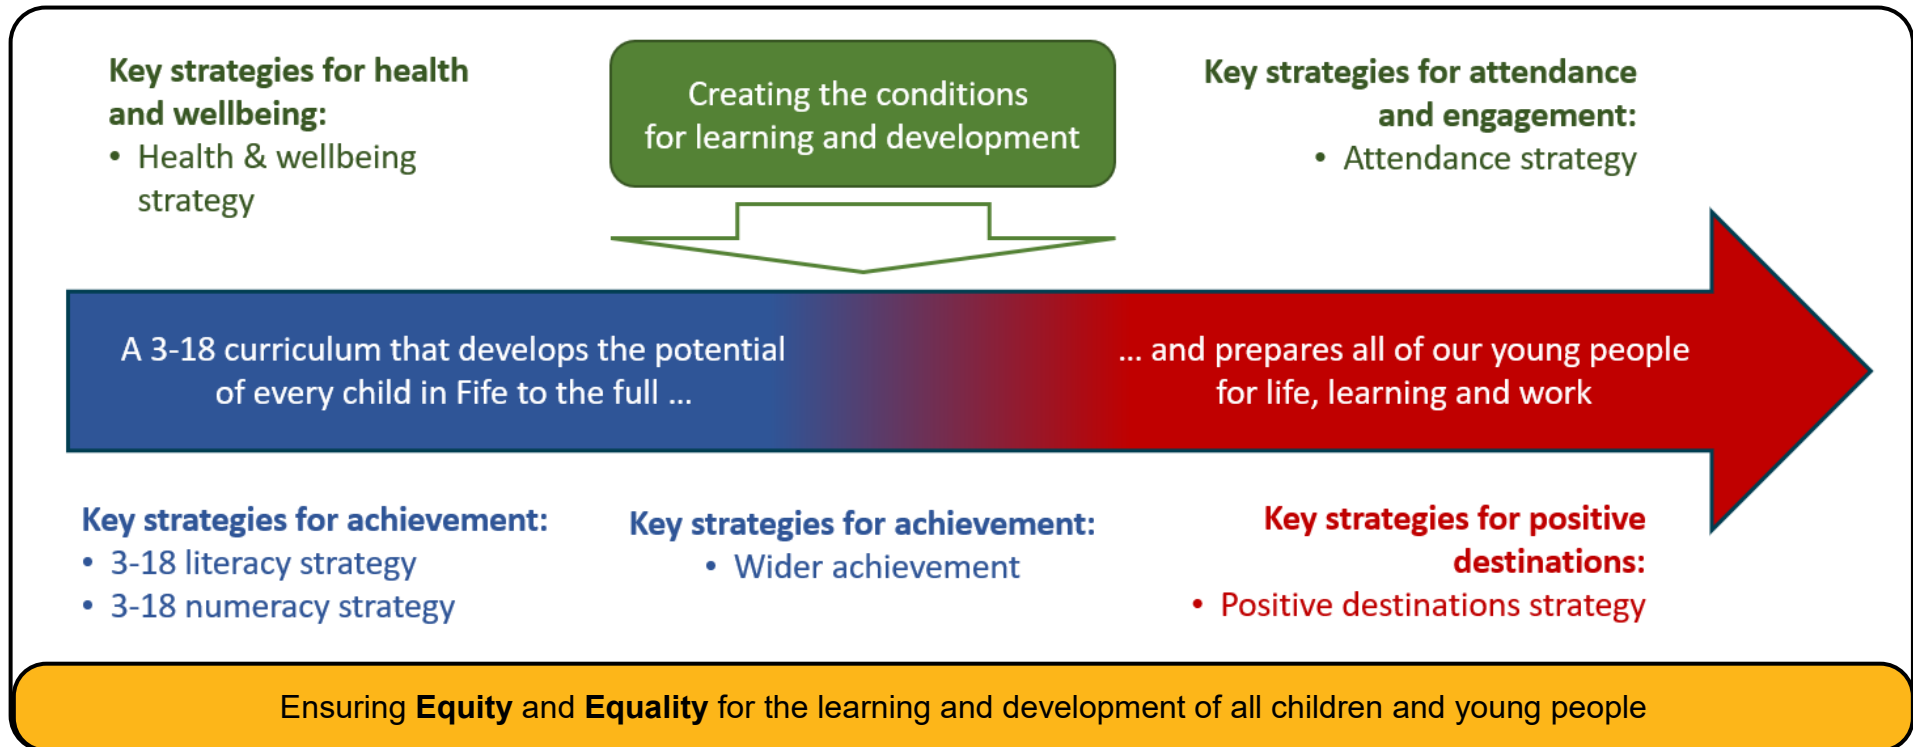 Key strategies for health
and wellbeing:
• Health & wellbeing
strategy
Creating the conditions
for learning and development
Key strategies for attendance
and engagement:
• Attendance strategy
A 3-18 curriculum that develops the potential
of every child in Fife to the full ...
... and prepares all of our young people
for life, learning and work
Key strategies for achievement:
• 3-18 literacy strategy
• 3-18 numeracy strategy
Key strategies for achievement:
• Wider achievement
Key strategies for positive
destinations:
• Positive destinations strategy
Ensuring Equity and Equality for the learning and development of all children and young people